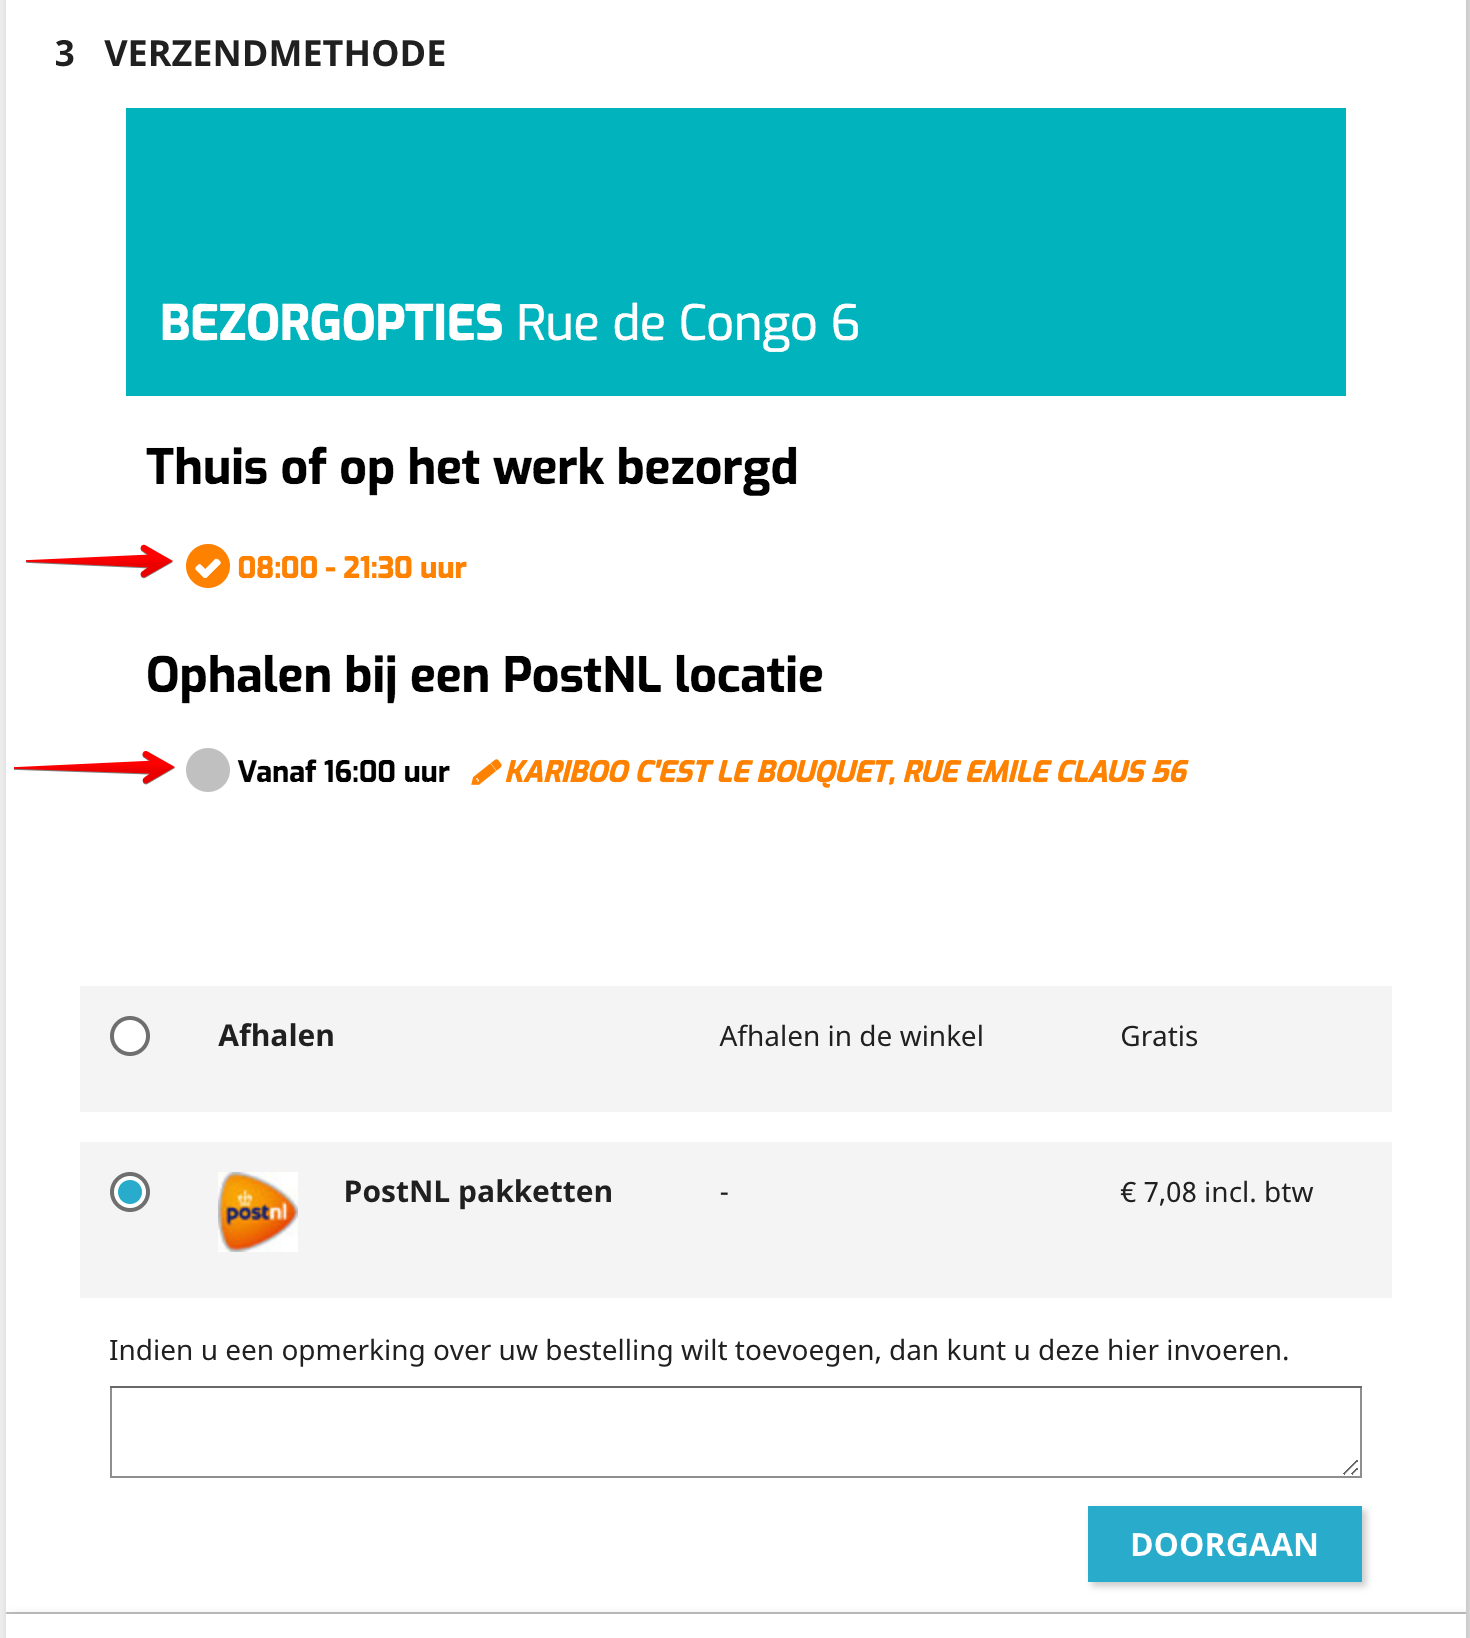 3 VERZENDMETHODE
BEZORGOPTIES Rue de Congo 6
Thuis of op het werk bezorgd
08:00 - 21:30 uur
Ophalen bij een PostNL locatie
Vanaf 16:00 uur KARIBOO C'EST LE BOUQUET, RUE EMILE CLAUS 56
Afhalen Afhalen in de winkel Gratis
postnl PostNL pakketten - € 7,08 incl. btw
Indien u een opmerking over uw bestelling wilt toevoegen, dan kunt u deze hier invoeren.
DOORGAAN